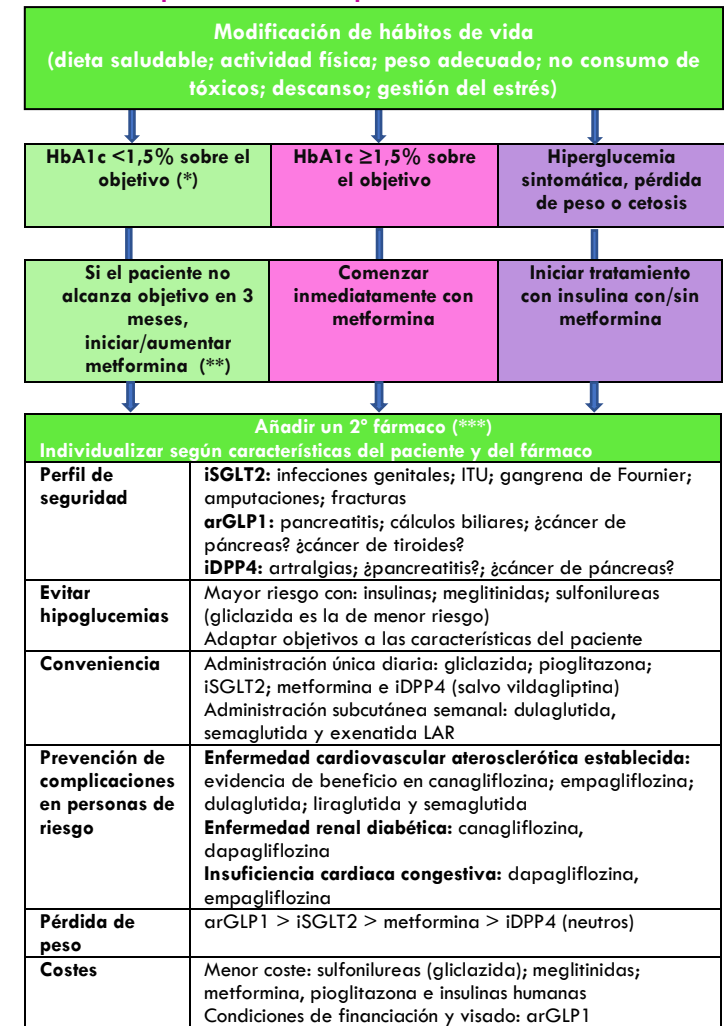 Modificación de hábitos de vida
(dieta saludable; actividad física; peso adecuado; no consumo de
tóxicos; descanso; gestión del estrés)
HbA1c <1,5% sobre el
objetivo (*)
HbA1c ≥1,5% sobre
el objetivo
Hiperglucemia
sintomática, pérdida
de peso o cetosis
Si el paciente no
alcanza objetivo en 3
meses,
iniciar/aumentar
metformina (**)
Comenzar
inmediatamente con
metformina
Iniciar tratamiento
con insulina con/sin
metformina
Añadir un 2º fármaco (***)
Individualizar según características del paciente y del fármaco
Perfil de
seguridad
iSGLT2: infecciones genitales; ITU; gangrena de Fournier;
amputaciones; fracturas
arGLP1: pancreatitis; cálculos biliares; ¿cáncer de
páncreas? ¿cáncer de tiroides?
iDPP4: artralgias; ¿pancreatitis?; ¿cáncer de páncreas?
Evitar
hipoglucemias
Mayor riesgo con: insulinas; meglitinidas; sulfonilureas
(gliclazida es la de menor riesgo)
Adaptar objetivos a las características del paciente
Conveniencia
Administración única diaria: gliclazida; pioglitazona;
iSGLT2; metformina e iDPP4 (salvo vildagliptina)
Administración subcutánea semanal: dulaglutida,
semaglutida y exenatida LAR
Prevención de
complicaciones
en personas de
riesgo
Enfermedad cardiovascular aterosclerótica establecida:
evidencia de beneficio en canagliflozina; empagliflozina;
dulaglutida; liraglutida y semaglutida
Enfermedad renal diabética: canagliflozina,
dapagliflozina
Insuficiencia cardiaca congestiva: dapagliflozina,
empagliflozina
Pérdida de
peso
arGLP1 > iSGLT2 > metformina > iDPP4 (neutros)
Costes
Menor coste: sulfonilureas (gliclazida); meglitinidas;
metformina, pioglitazona e insulinas humanas
Condiciones de financiación y visado: arGLP1